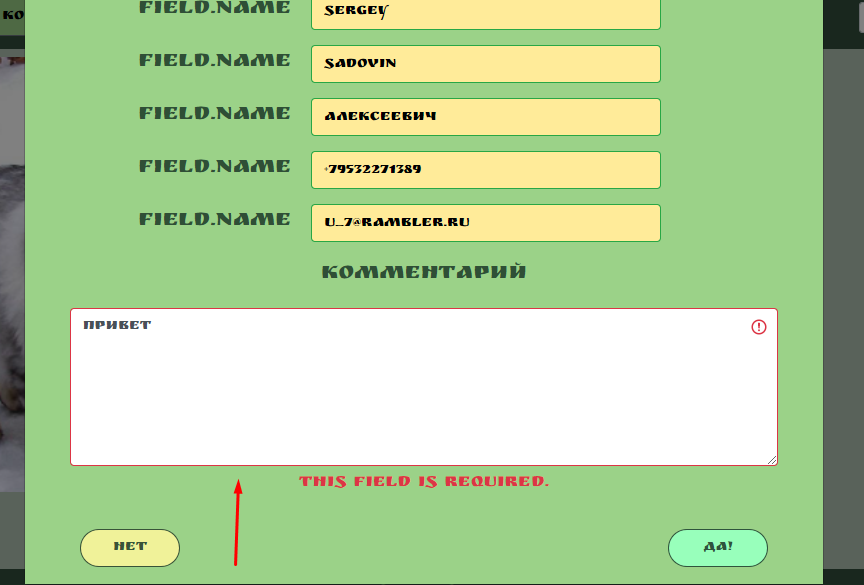 КО
FIELD.NAME SERGEY
FIELD.NAME SADOVIN
FIELD.NAME АЛЕКСЕЕВИЧ
FIELD.NAME +79532271389
FIELD.NAME U_7@RAMBLER.RU
КОММЕНТАРИЙ
ПРИВЕТ
THIS FIELD IS REQUIRED.
НЕТ ДА!